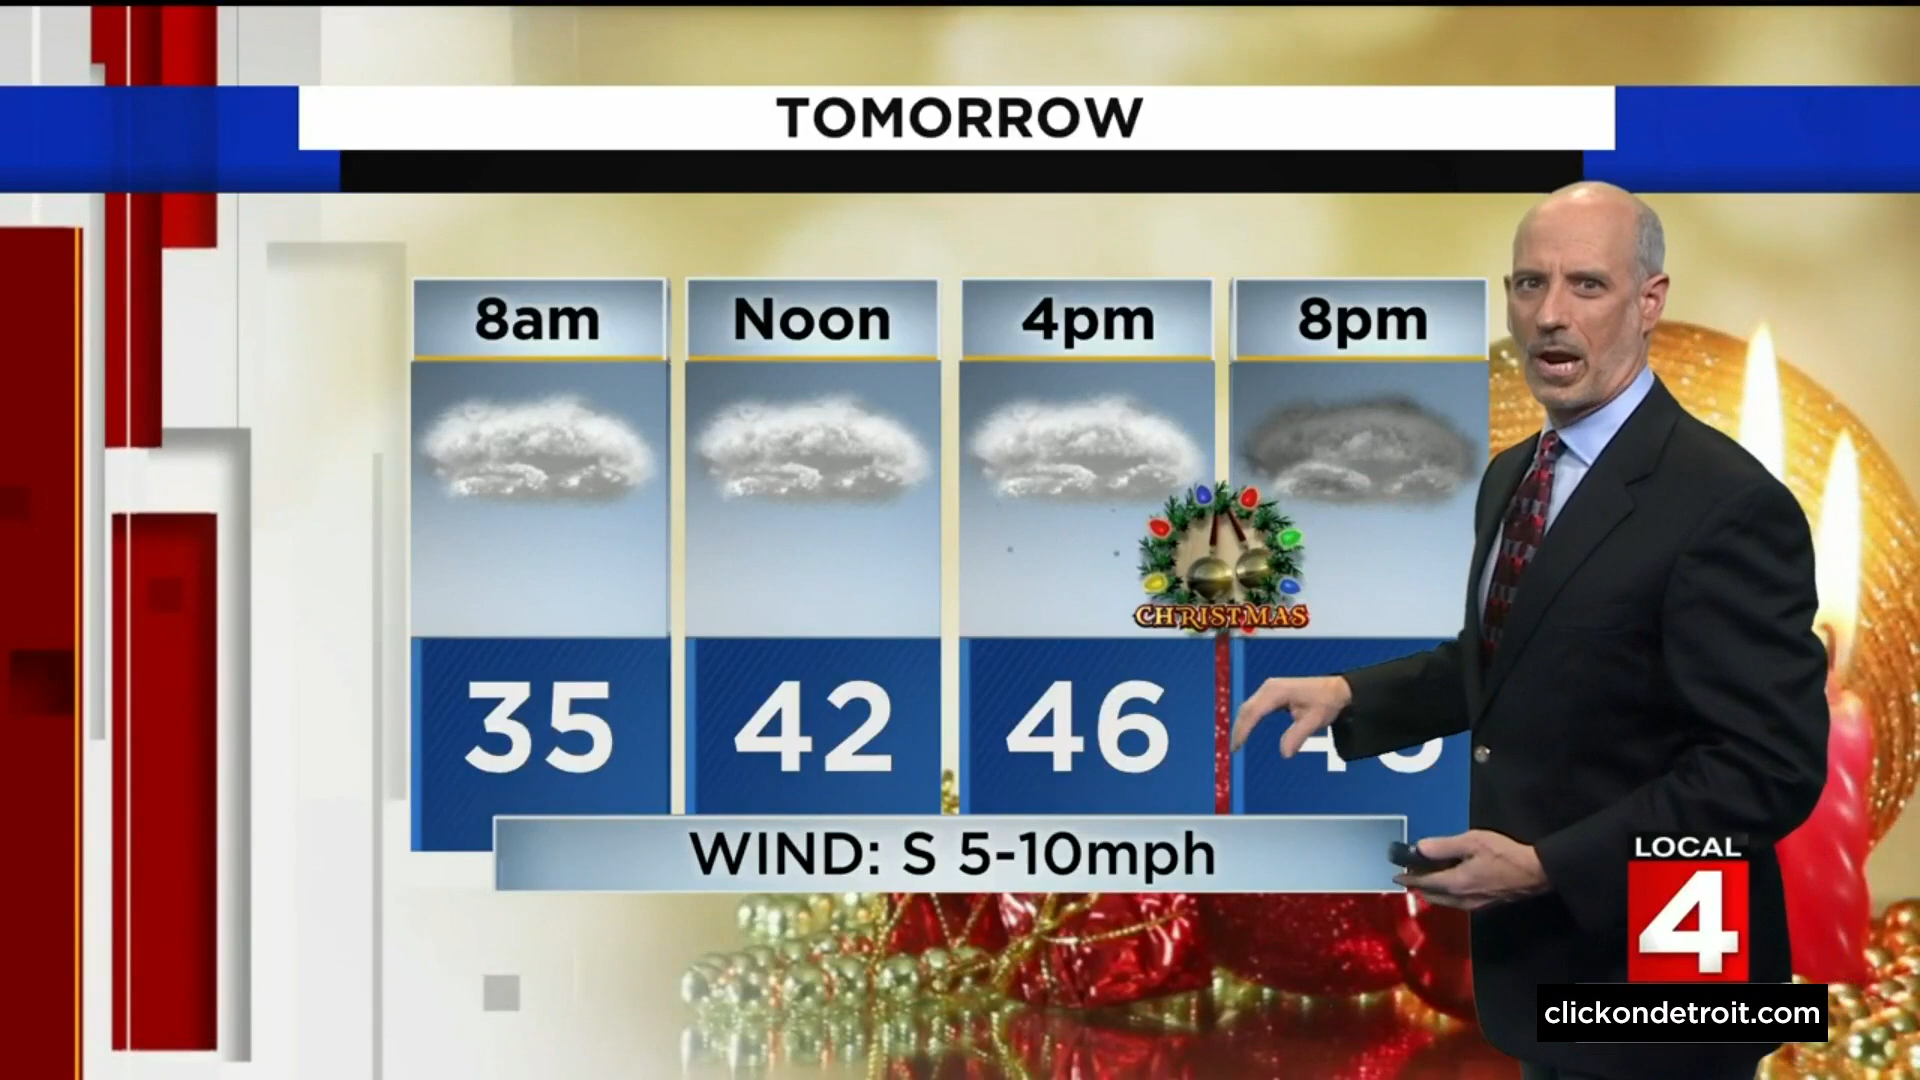 TOMORROW
8am Noon 4pm 8pm
CHRISTMAS
35 42 46
WIND: S 5-10mph
LOCAL
4
clickondetroit.com